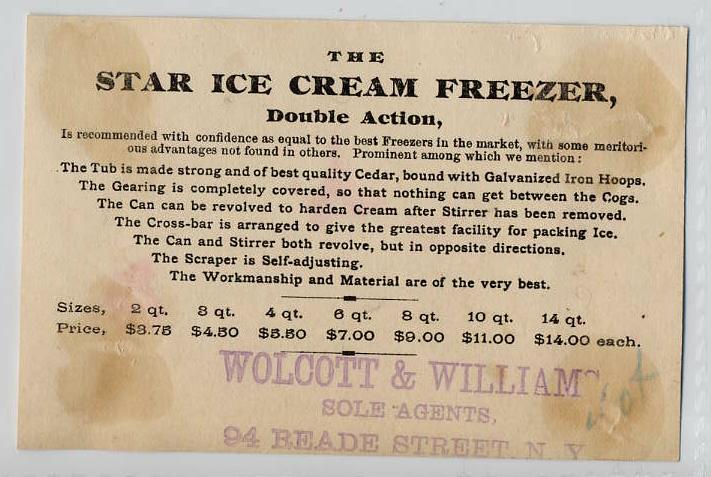 THE
STAR ICE CREAM FREEZER,
Double Action,
Is recommended with confidence as equal to the best Freezers in the market, with some meritori-
ous advantages not found in others. Prominent among which we mention:
The Tub is made strong and of best quality Cedar, bound with Galvanized Iron Hoops.
The Gearing is completely covered, so that nothing can get between the Cogs.
The Can can be revolved to harden Cream after Stirrer has been removed.
The Cross-bar is arranged to give the greatest facility for packing Ice.
The Can and Stirrer both revolve, but in opposite directions.
The Scraper is Self-adjusting.
The Workmanship and Material are of the very best.
Sizes, 2 qt. 3 qt. 4 qt. 6 qt. 8 qt. 10 qt. 14 qt.
Price, $3.75 $4.50 $5.50 $7.00 $9.00 $11.00 $14.00 each.
WOLCOTT & WILLIAMS
SOLE AGENTS,
94 READE STREET, N. Y.